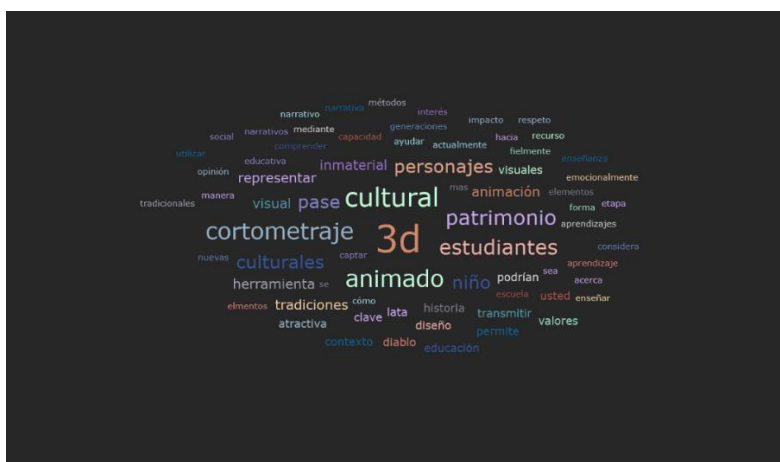 métodos
narrativo narrativa interés
generaciones impacto respeto
social narrativos mediante capacidad hacia recurso
comprender ayudar actualmente fielmente
utilizar educativa enseñanza
opinión inmaterial personajes visuales emocionalmente
representar mas animación elementos
tradicionales manera visual pase cultural forma etapa
patrimonio aprendizajes
cortometraje 3d estudiantes considera
nuevas culturales captar aprendizaje
herramienta se animado niño podrían sea acerca
elmentos tradiciones cómo escuela usted enseñar
atractiva clave lata historia transmitir valores
diseño permite
contexto diablo educación